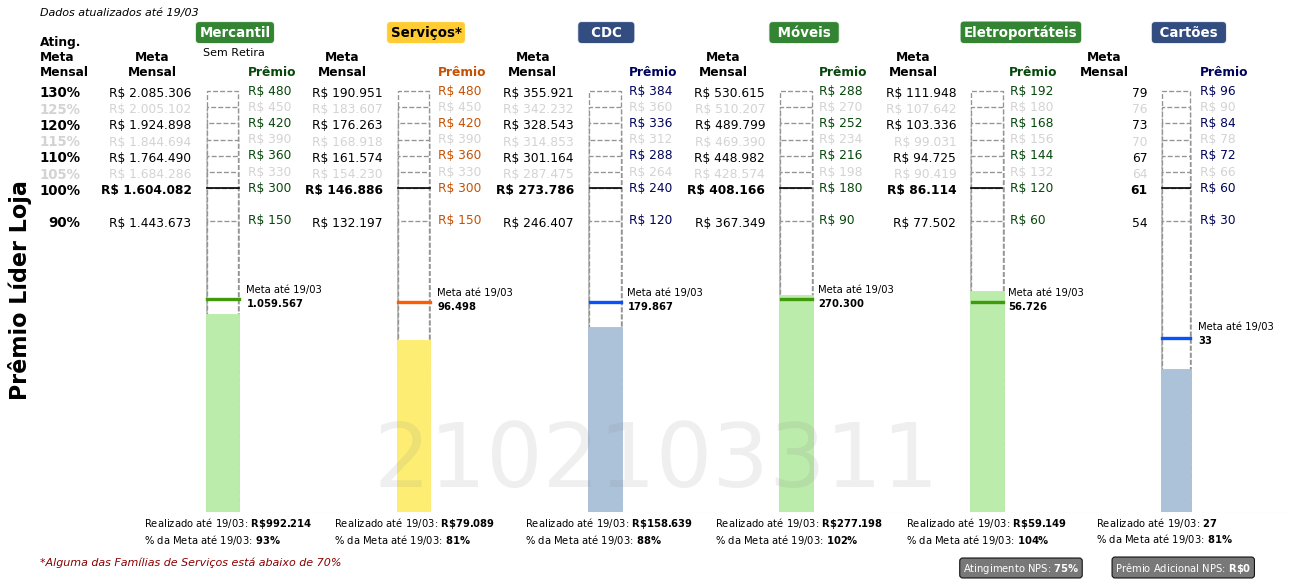 Dados atualizados até 19/03
Mercantil Serviços* CDC Móveis Eletroportáteis Cartões
Sem Retira
Ating. Meta Mensal
Meta Mensal Prêmio Meta Mensal Prêmio Meta Mensal Prêmio Meta Mensal Prêmio Meta Mensal Prêmio Meta Mensal Prêmio
130% R$ 2.085.306 R$ 480 R$ 190.951 R$ 480 R$ 355.921 R$ 384 R$ 530.615 R$ 288 R$ 111.948 R$ 192 79 R$ 96
125% R$ 2.005.102 R$ 450 R$ 183.607 R$ 450 R$ 342.232 R$ 360 R$ 510.207 R$ 270 R$ 107.642 R$ 180 76 R$ 90
120% R$ 1.924.898 R$ 420 R$ 176.263 R$ 420 R$ 328.543 R$ 336 R$ 489.799 R$ 252 R$ 103.336 R$ 168 73 R$ 84
115% R$ 1.844.694 R$ 390 R$ 168.918 R$ 390 R$ 314.853 R$ 312 R$ 469.390 R$ 234 R$ 99.031 R$ 156 70 R$ 78
110% R$ 1.764.490 R$ 360 R$ 161.574 R$ 360 R$ 301.164 R$ 288 R$ 448.982 R$ 216 R$ 94.725 R$ 144 67 R$ 72
105% R$ 1.684.286 R$ 330 R$ 154.230 R$ 330 R$ 287.475 R$ 264 R$ 428.574 R$ 198 R$ 90.419 R$ 132 64 R$ 66
100% R$ 1.604.082 R$ 300 R$ 146.886 R$ 300 R$ 273.786 R$ 240 R$ 408.166 R$ 180 R$ 86.114 R$ 120 61 R$ 60
90% R$ 1.443.673 R$ 150 R$ 132.197 R$ 150 R$ 246.407 R$ 120 R$ 367.349 R$ 90 R$ 77.502 R$ 60 54 R$ 30
Prêmio Líder Loja
Meta até 19/03 Meta até 19/03 Meta até 19/03 Meta até 19/03 Meta até 19/03 Meta até 19/03
1.059.567 96.498 179.867 270.300 56.726 33
2102103311
Realizado até 19/03: R$992.214 Realizado até 19/03: R$79.089 Realizado até 19/03: R$158.639 Realizado até 19/03: R$277.198 Realizado até 19/03: R$59.149 Realizado até 19/03: 27
% da Meta até 19/03: 93% % da Meta até 19/03: 81% % da Meta até 19/03: 88% % da Meta até 19/03: 102% % da Meta até 19/03: 104% % da Meta até 19/03: 81%
*Alguma das Famílias de Serviços está abaixo de 70%
Atingimento NPS: 75% Prêmio Adicional NPS: R$0